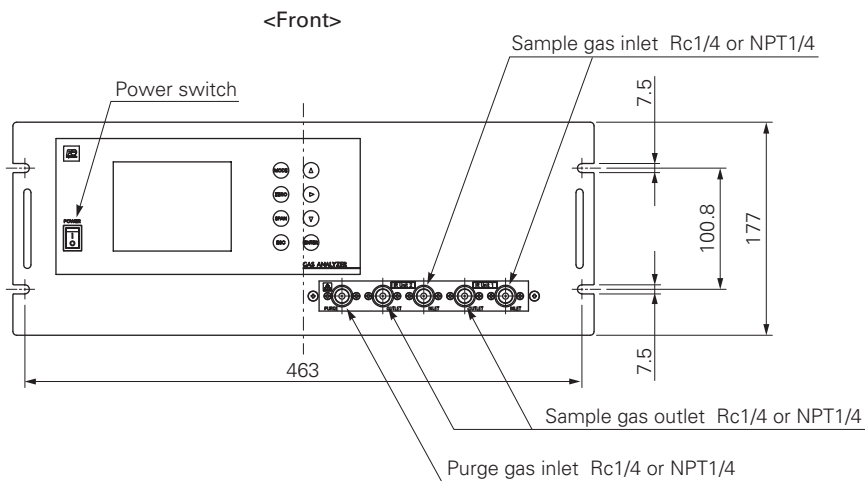 <Front>
Sample gas inlet Rc1/4 or NPT1/4
Power switch
7.5
MODE
ZERO
SPAN
ESC
ENTER
POWER
100.8
177
GAS ANALYZER
PURGE
OUTLET
INLET
OUTLET
INLET
463
7.5
Sample gas outlet Rc1/4 or NPT1/4
Purge gas inlet Rc1/4 or NPT1/4